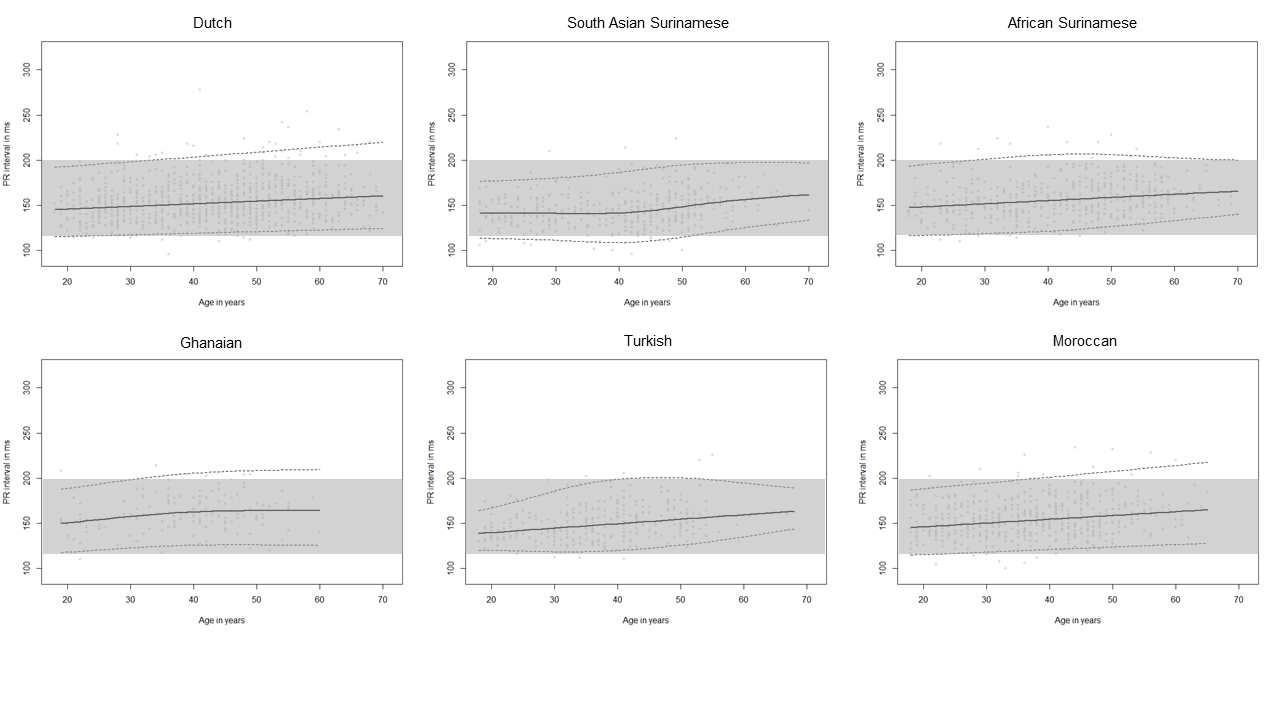 Dutch
South Asian Surinamese
African Surinamese
PR interval in ms
300
250
200
150
100
20 30 40 50 60 70
Age in years
PR interval in ms
300
250
200
150
100
20 30 40 50 60 70
Age in years
PR interval in ms
300
250
200
150
100
20 30 40 50 60 70
Age in years
Ghanaian
Turkish
Moroccan
PR interval in ms
300
250
200
150
100
20 30 40 50 60 70
Age in years
PR interval in ms
300
250
200
150
100
20 30 40 50 60 70
Age in years
PR interval in ms
300
250
200
150
100
20 30 40 50 60 70
Age in years